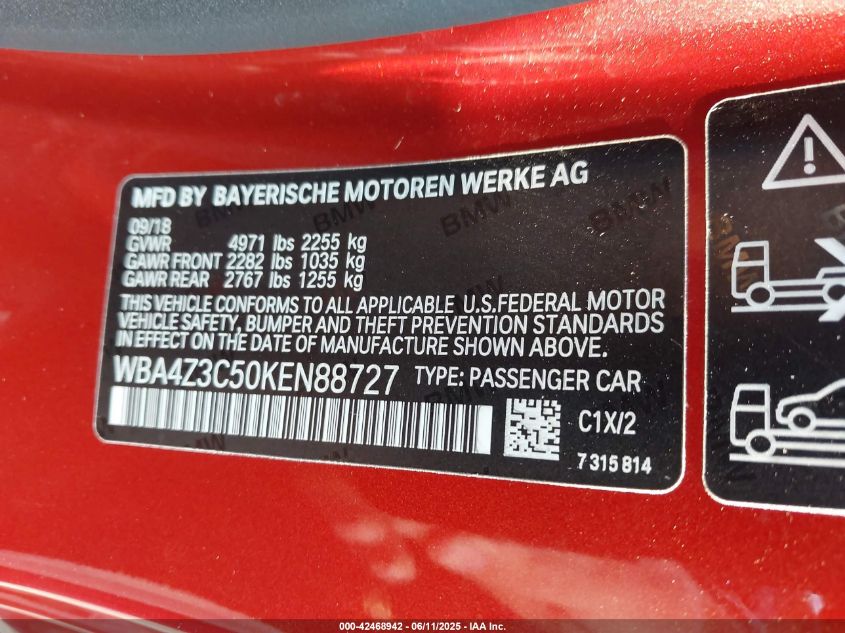 MFD BY BAYERISCHE MOTOREN WERKE AG
09/18
GVWR 4971 lbs 2255 kg
GAWR FRONT 2282 lbs 1035 kg
GAWR REAR 2767 lbs 1255 kg
THIS VEHICLE CONFORMS TO ALL APPLICABLE U.S.FEDERAL MOTOR
VEHICLE SAFETY, BUMPER AND THEFT PREVENTION STANDARDS
IN EFFECT ON THE DATE OF MANUFACTURE SHOWN ABOVE.
WBA4Z3C50KEN88727 TYPE: PASSENGER CAR
C1X/2
7 315 814
000-42468942 - 06/11/2025 - IAA Inc.